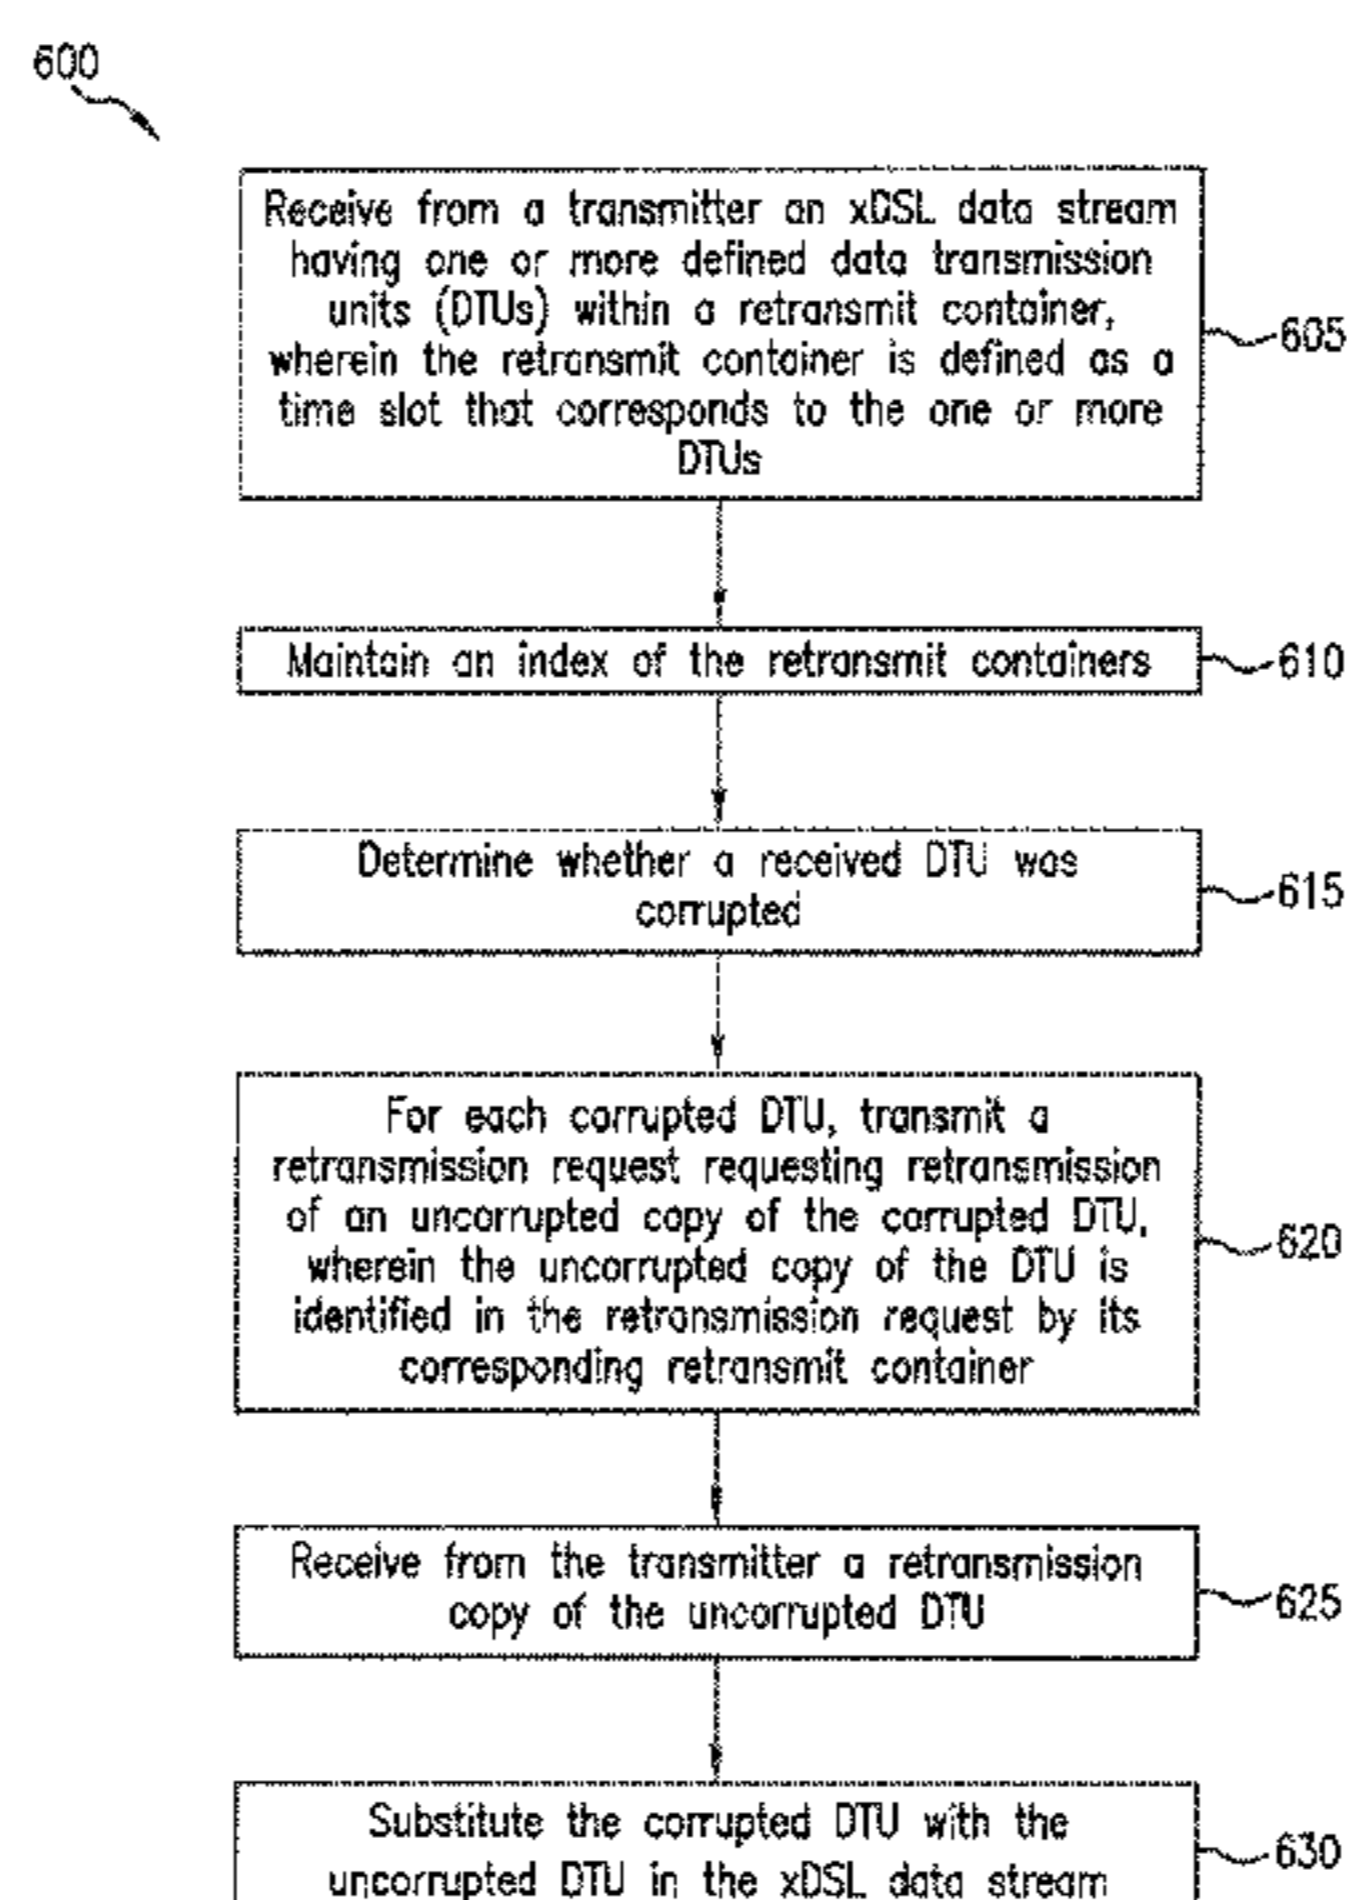 600
Receive from a transmitter an xDSL data stream
having one or more defined data transmission
units (DTUs) within a retransmit container,
wherein the retransmit container is defined as a
time slot that corresponds to the one or more
DTUs
605
Maintain an index of the retransmit containers
610
Determine whether a received DTU was
corrupted
615
For each corrupted DTU, transmit a
retransmission request requesting retransmission
of an uncorrupted copy of the corrupted DTU,
wherein the uncorrupted copy of the DTU is
identified in the retransmission request by its
corresponding retransmit container
620
Receive from the transmitter a retransmission
copy of the uncorrupted DTU
625
Substitute the corrupted DTU with the
uncorrupted DTU in the xDSL data stream
630